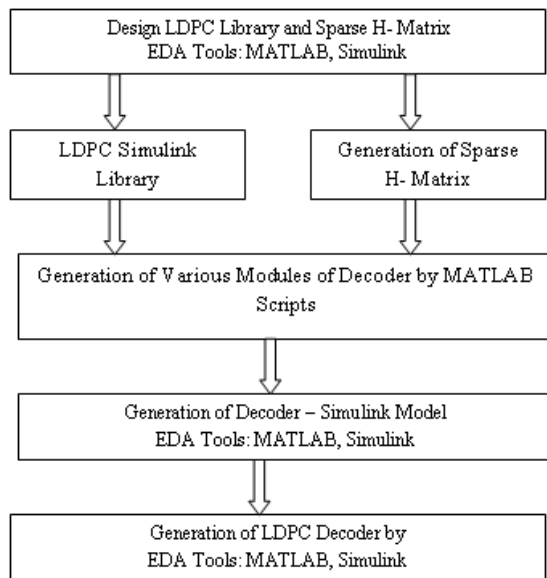 Design LDPC Library and Sparse H- Matrix
EDA Tools: MATLAB, Simulink
LDPC Simulink
Library
Generation of Sparse
H- Matrix
Generation of Various Modules of Decoder by MATLAB
Scripts
Generation of Decoder – Simulink Model
EDA Tools: MATLAB, Simulink
Generation of LDPC Decoder by
EDA Tools: MATLAB, Simulink